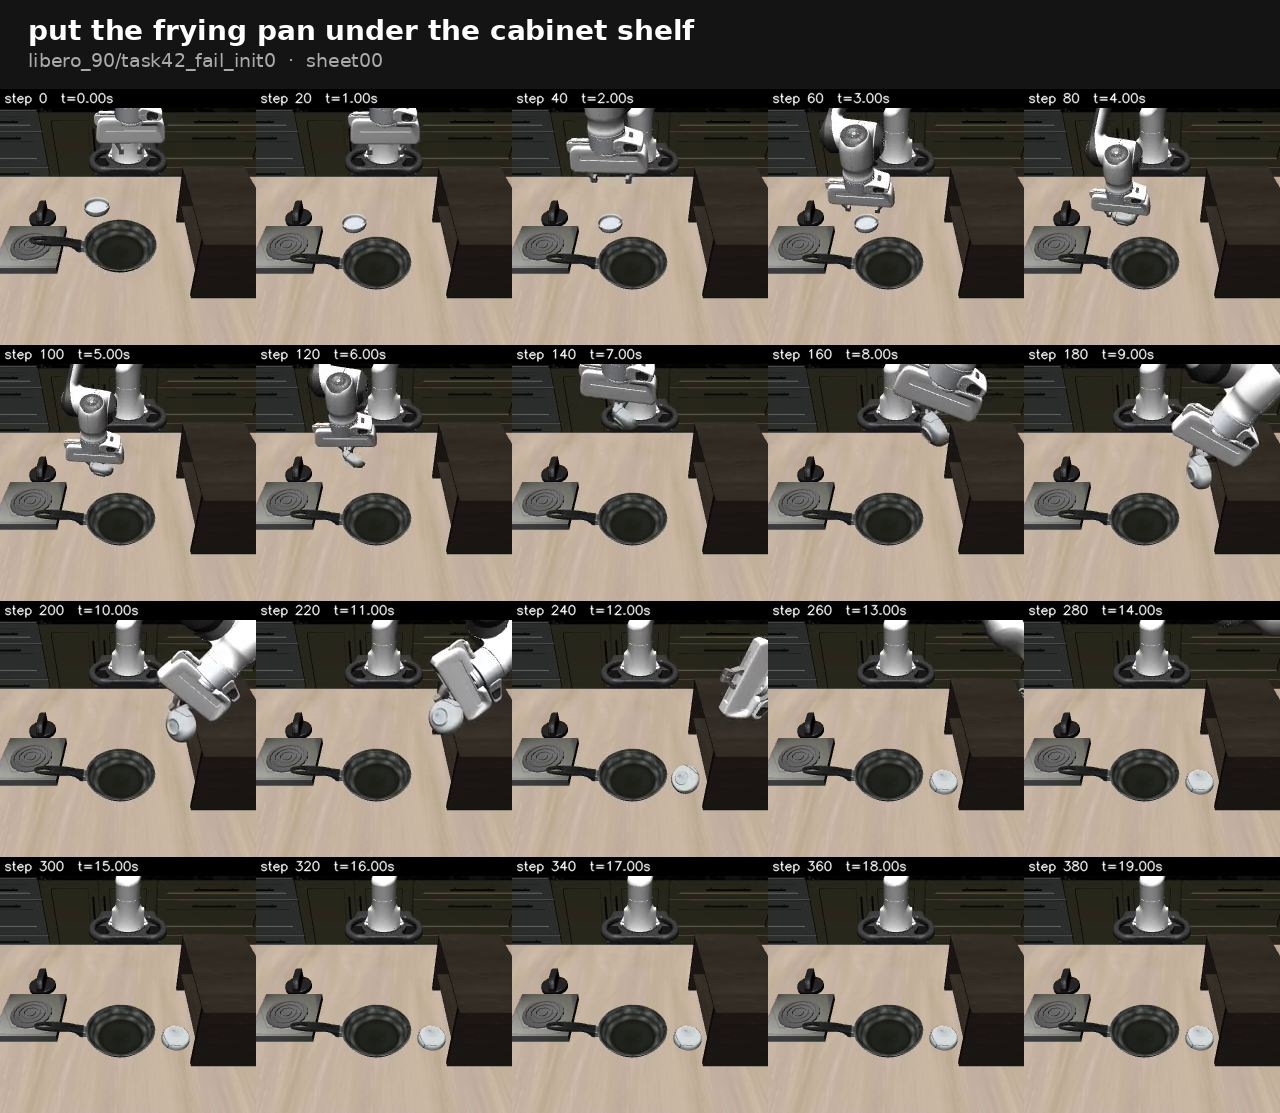 put the frying pan under the cabinet shelf
libero_90/task42_fail_init0 · sheet00
step 0 t=0.00s
step 20 t=1.00s
step 40 t=2.00s
step 60 t=3.00s
step 80 t=4.00s
step 100 t=5.00s
step 120 t=6.00s
step 140 t=7.00s
step 160 t=8.00s
step 180 t=9.00s
step 200 t=10.00s
step 220 t=11.00s
step 240 t=12.00s
step 260 t=13.00s
step 280 t=14.00s
step 300 t=15.00s
step 320 t=16.00s
step 340 t=17.00s
step 360 t=18.00s
step 380 t=19.00s